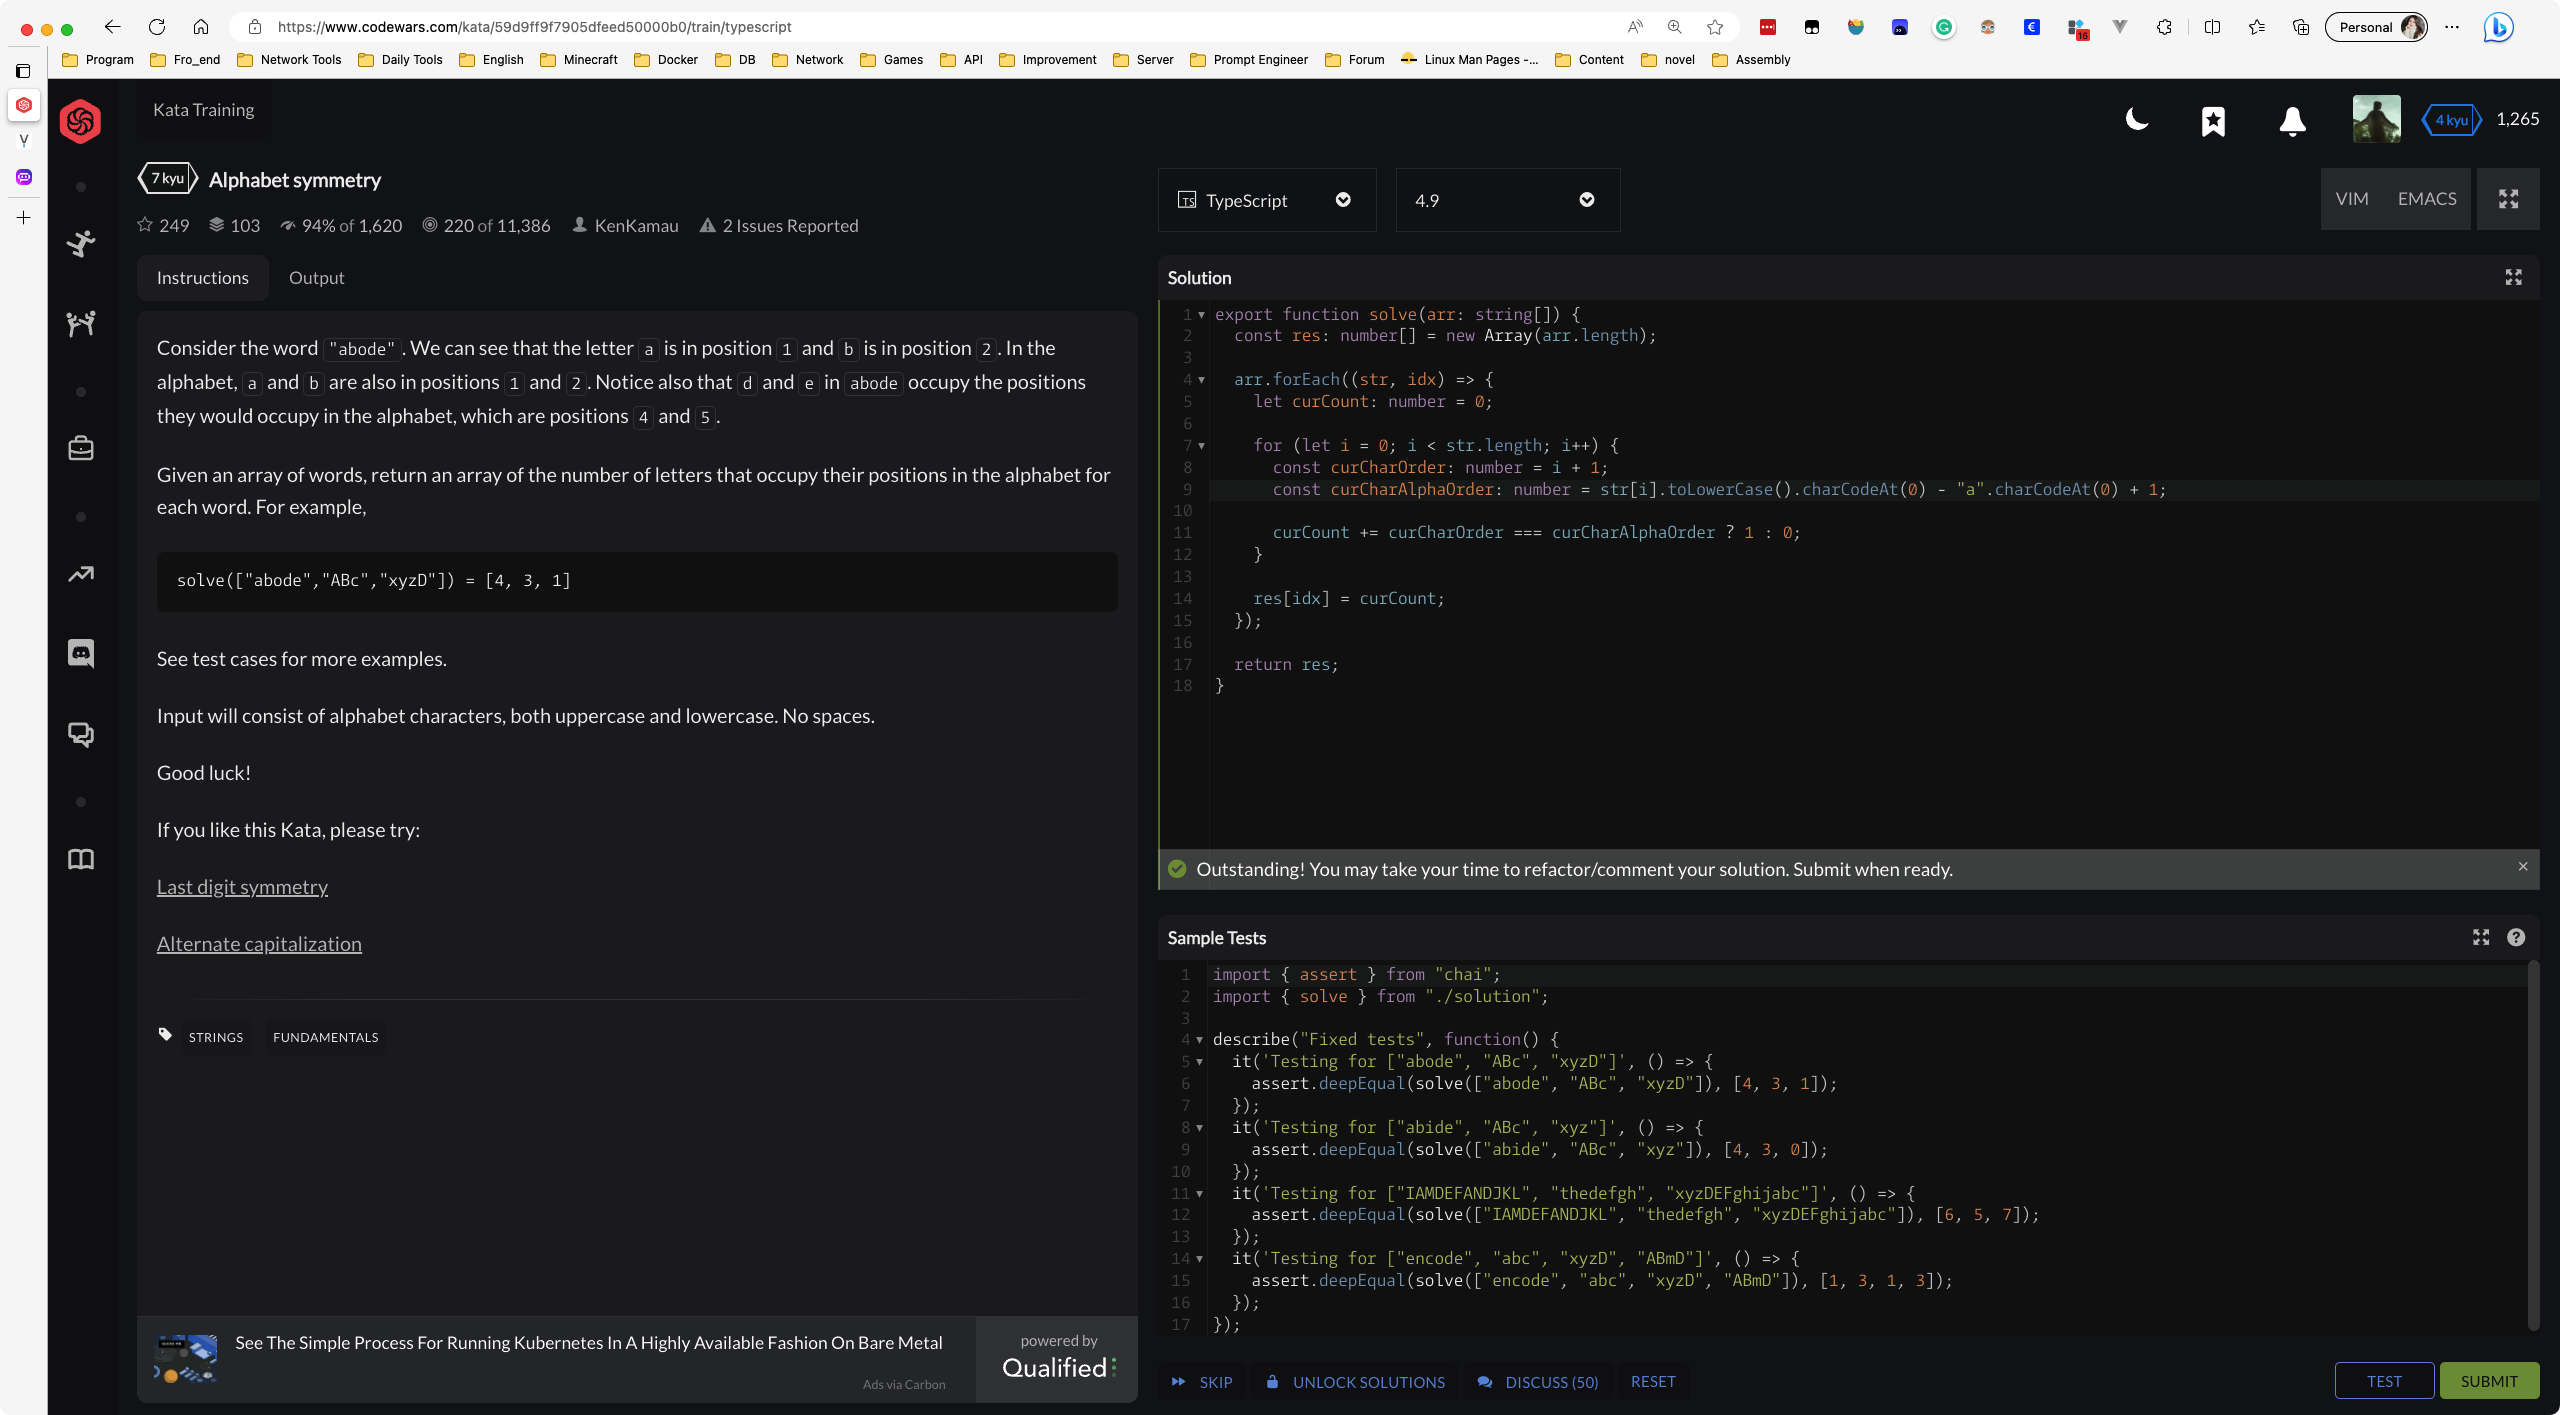 https://www.codewars.com/kata/59d9ff9f7905dfeed50000b0/train/typescript
Personal
16
Program Fro_end Network Tools Daily Tools English Minecraft Docker DB Network Games API Improvement Server Prompt Engineer Forum Linux Man Pages -... Content novel Assembly
Kata Training
4 kyu 1,265
7 kyu Alphabet symmetry
249 103 94% of 1,620 220 of 11,386 KenKamau 2 Issues Reported
TypeScript 4.9 VIM EMACS
Instructions Output
Consider the word "abode". We can see that the letter a is in position 1 and b is in position 2. In the
alphabet, a and b are also in positions 1 and 2. Notice also that d and e in abode occupy the positions
they would occupy in the alphabet, which are positions 4 and 5.
Given an array of words, return an array of the number of letters that occupy their positions in the alphabet for
each word. For example,
solve(["abode","ABc","xyzD"]) = [4, 3, 1]
See test cases for more examples.
Input will consist of alphabet characters, both uppercase and lowercase. No spaces.
Good luck!
If you like this Kata, please try:
Last digit symmetry
Alternate capitalization
STRINGS FUNDAMENTALS
See The Simple Process For Running Kubernetes In A Highly Available Fashion On Bare Metal
Ads via Carbon
powered by
Qualified
Solution
1 export function solve(arr: string[]) {
2 const res: number[] = new Array(arr.length);
3
4 arr.forEach((str, idx) => {
5 let curCount: number = 0;
6
7 for (let i = 0; i < str.length; i++) {
8 const curCharOrder: number = i + 1;
9 const curCharAlphaOrder: number = str[i].toLowerCase().charCodeAt(0) - "a".charCodeAt(0) + 1;
10
11 curCount += curCharOrder === curCharAlphaOrder ? 1 : 0;
12 }
13
14 res[idx] = curCount;
15 });
16
17 return res;
18 }
Outstanding! You may take your time to refactor/comment your solution. Submit when ready.
Sample Tests
1 import { assert } from "chai";
2 import { solve } from "./solution";
3
4 describe("Fixed tests", function() {
5 it('Testing for ["abode", "ABc", "xyzD"]', () => {
6 assert.deepEqual(solve(["abode", "ABc", "xyzD"]), [4, 3, 1]);
7 });
8 it('Testing for ["abide", "ABc", "xyz"]', () => {
9 assert.deepEqual(solve(["abide", "ABc", "xyz"]), [4, 3, 0]);
10 });
11 it('Testing for ["IAMDEFANDJKL", "thedefgh", "xyzDEFghijabc"]', () => {
12 assert.deepEqual(solve(["IAMDEFANDJKL", "thedefgh", "xyzDEFghijabc"]), [6, 5, 7]);
13 });
14 it('Testing for ["encode", "abc", "xyzD", "ABmD"]', () => {
15 assert.deepEqual(solve(["encode", "abc", "xyzD", "ABmD"]), [1, 3, 1, 3]);
16 });
17 });
SKIP UNLOCK SOLUTIONS DISCUSS (50) RESET TEST SUBMIT